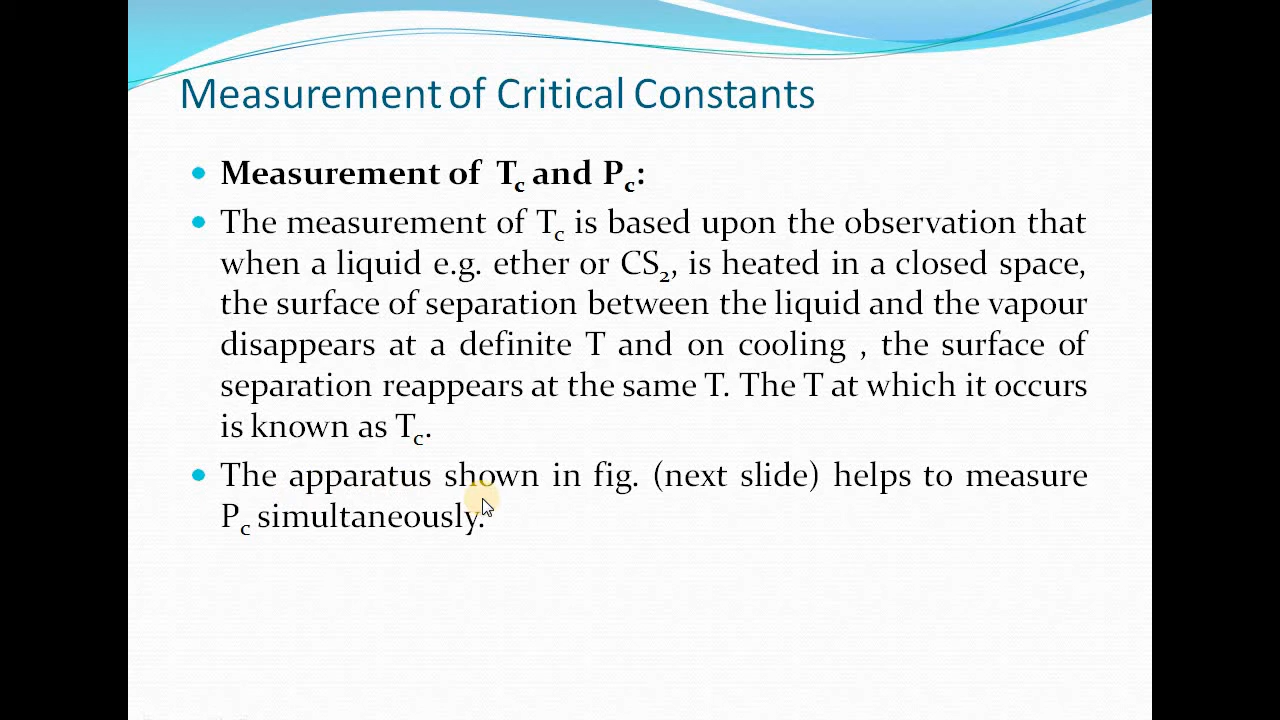 Measurement of Critical Constants
Measurement of Tc and Pc:
The measurement of Tc is based upon the observation that
when a liquid e.g. ether or CS2, is heated in a closed space,
the surface of separation between the liquid and the vapour
disappears at a definite T and on cooling , the surface of
separation reappears at the same T. The T at which it occurs
is known as Tc.
The apparatus shown in fig. (next slide) helps to measure
Pc simultaneously.